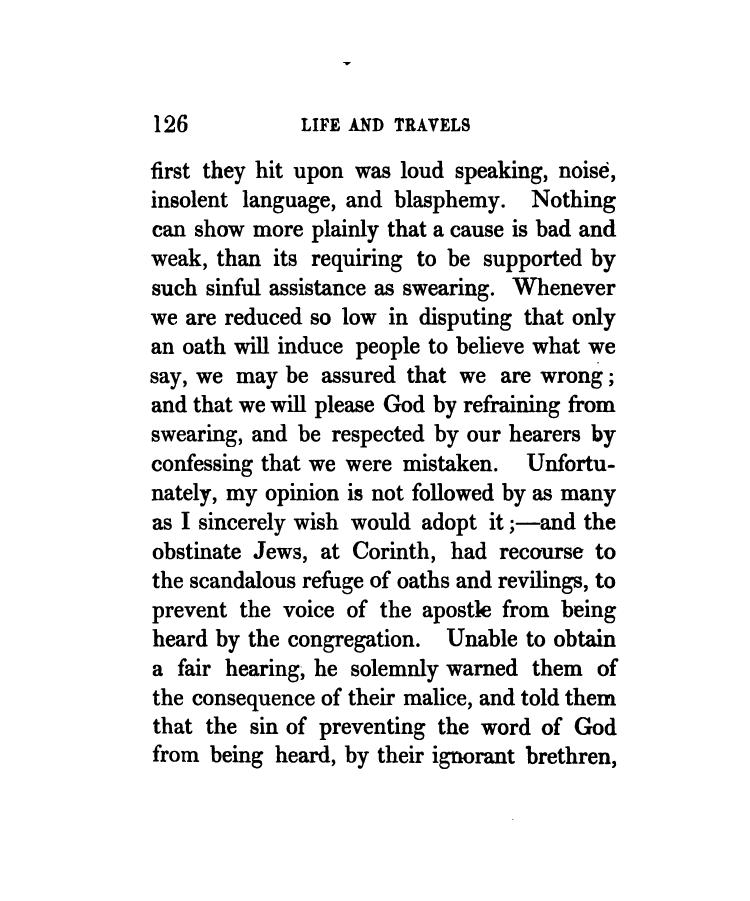 126 LIFE AND TRAVELS
first they hit upon was loud speaking, noise,
insolent language, and blasphemy. Nothing
can show more plainly that a cause is bad and
weak, than its requiring to be supported by
such sinful assistance as swearing. Whenever
we are reduced so low in disputing that only
an oath will induce people to believe what we
say, we may be assured that we are wrong;
and that we will please God by refraining from
swearing, and be respected by our hearers by
confessing that we were mistaken. Unfortu-
nately, my opinion is not followed by as many
as I sincerely wish would adopt it;—and the
obstinate Jews, at Corinth, had recourse to
the scandalous refuge of oaths and revilings, to
prevent the voice of the apostle from being
heard by the congregation. Unable to obtain
a fair hearing, he solemnly warned them of
the consequence of their malice, and told them
that the sin of preventing the word of God
from being heard, by their ignorant brethren,